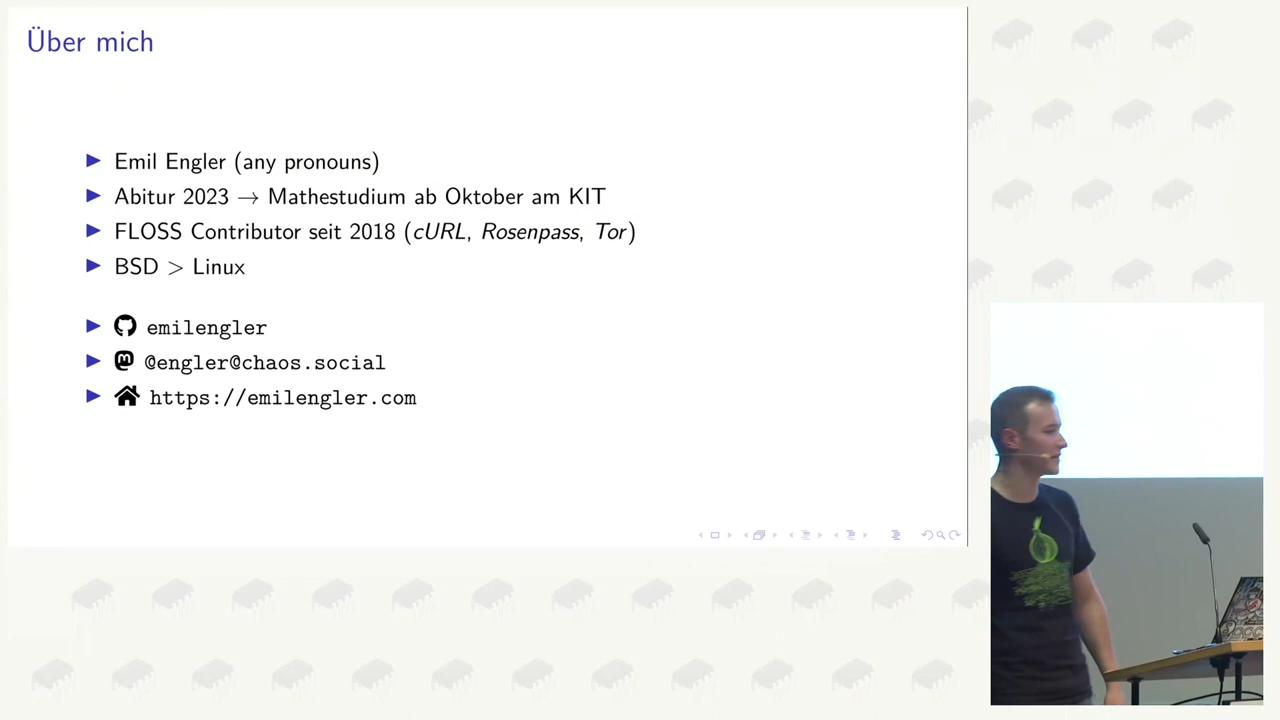 Über mich
Emil Engler (any pronouns)
Abitur 2023 → Mathestudium ab Oktober am KIT
FLOSS Contributor seit 2018 (cURL, Rosenpass, Tor)
BSD > Linux
emilengler
@engler@chaos.social
https://emilengler.com